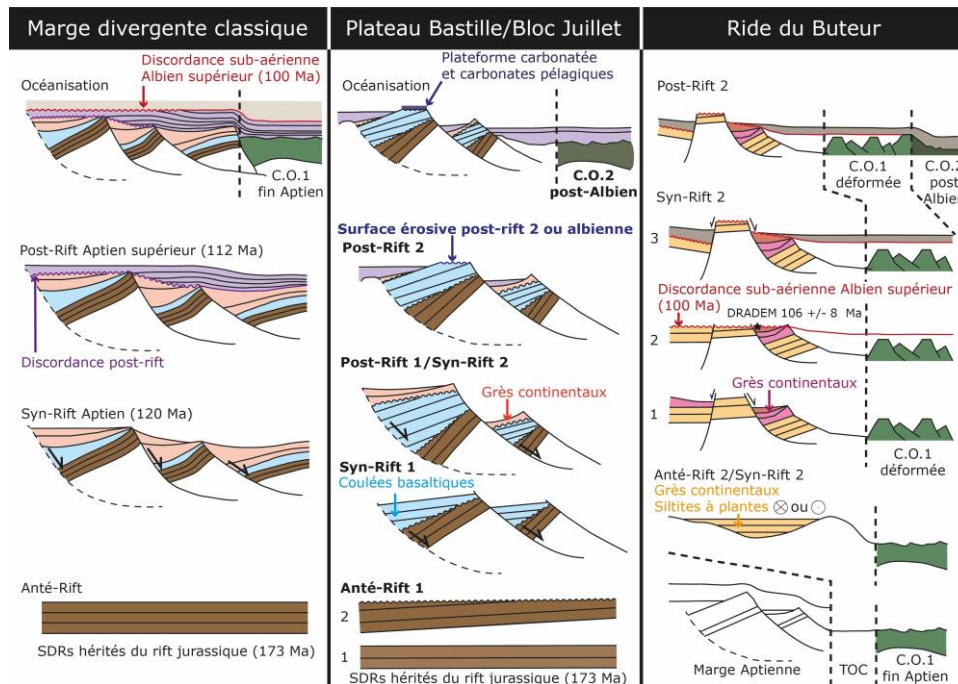 Marge divergente classique
Océanisation
Discordance sub-aérienne
Albien supérieur (100 Ma)
C.O.1
fin Aptien
Post-Rift Aptien supérieur (112 Ma)
Discordance post-rift
Syn-Rift Aptien (120 Ma)
Anté-Rift
SDRs hérités du rift jurassique (173 Ma)
Plateau Bastille/Bloc Juillet
Plateforme carbonatée
et carbonates pélagiques
Océanisation
C.O.2
post-Albien
Surface érosive post-rift 2 ou albienne
Post-Rift 2
Post-Rift 1/Syn-Rift 2
Grès continentaux
Syn-Rift 1
Coulées basaltiques
Anté-Rift 1
2
1
SDRs hérités du rift jurassique (173 Ma)
Ride du Buteur
Post-Rift 2
C.O.1
déformée
C.O.2
post
Albien
Syn-Rift 2
3
Discordance sub-aérienne Albien supérieur
(100 Ma)
DRADEM 106 +/- 8 Ma
2
Grès continentaux
1
C.O.1
déformée
Anté-Rift 2/Syn-Rift 2
Grès continentaux
Siltites à plantes ⊗ ou ⊙
Marge Aptienne
TOC
C.O.1
fin Aptien